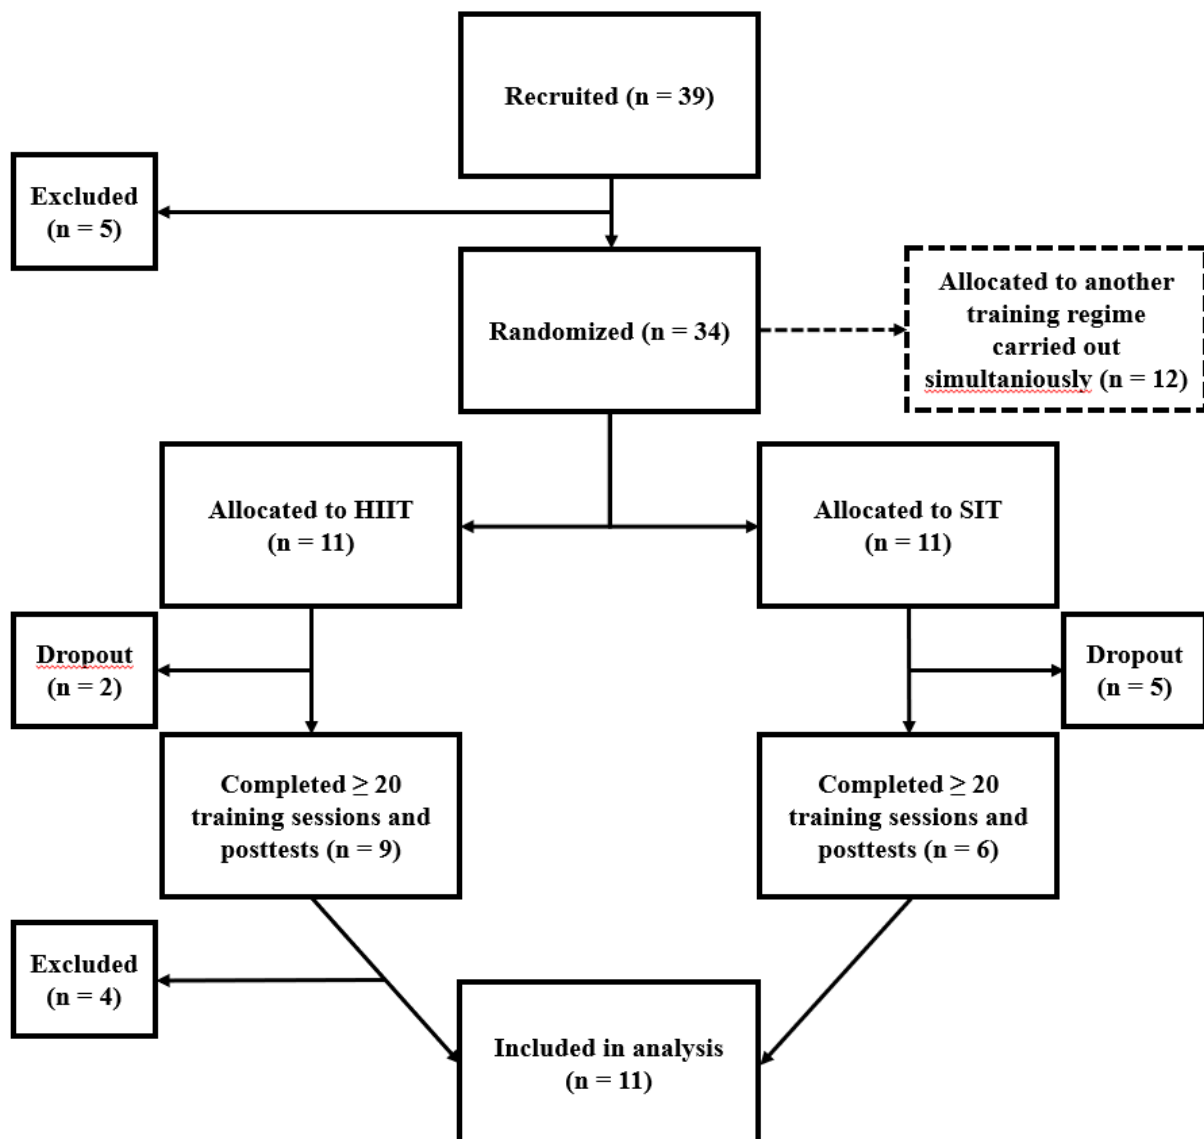 Recruited (n = 39)
Excluded
(n = 5)
Randomized (n = 34)
Allocated to another
training regime
carried out
simultaniously (n = 12)
Allocated to HIIT
(n = 11)
Allocated to SIT
(n = 11)
Dropout
(n = 2)
Dropout
(n = 5)
Completed ≥ 20
training sessions and
posttests (n = 9)
Completed ≥ 20
training sessions and
posttests (n = 6)
Excluded
(n = 4)
Included in analysis
(n = 11)